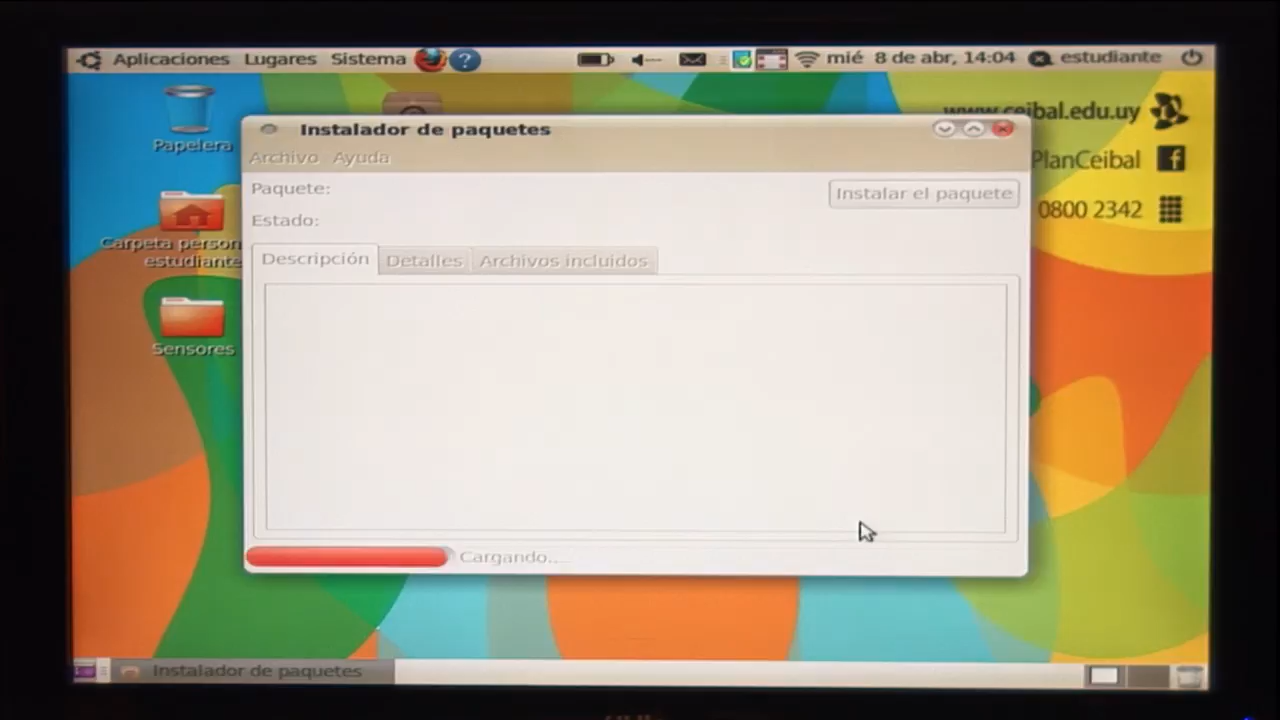 Aplicaciones Lugares Sistema ? mié 8 de abr, 14:04 estudiante
www.ceibal.edu.uy
Papelera
Instalador de paquetes
Archivo Ayuda
PlanCeibal f
Paquete:
Instalar el paquete
0800 2342
Estado:
Carpeta person
estudiante
Descripción Detalles Archivos incluidos
Sensores
Cargando...
Instalador de paquetes